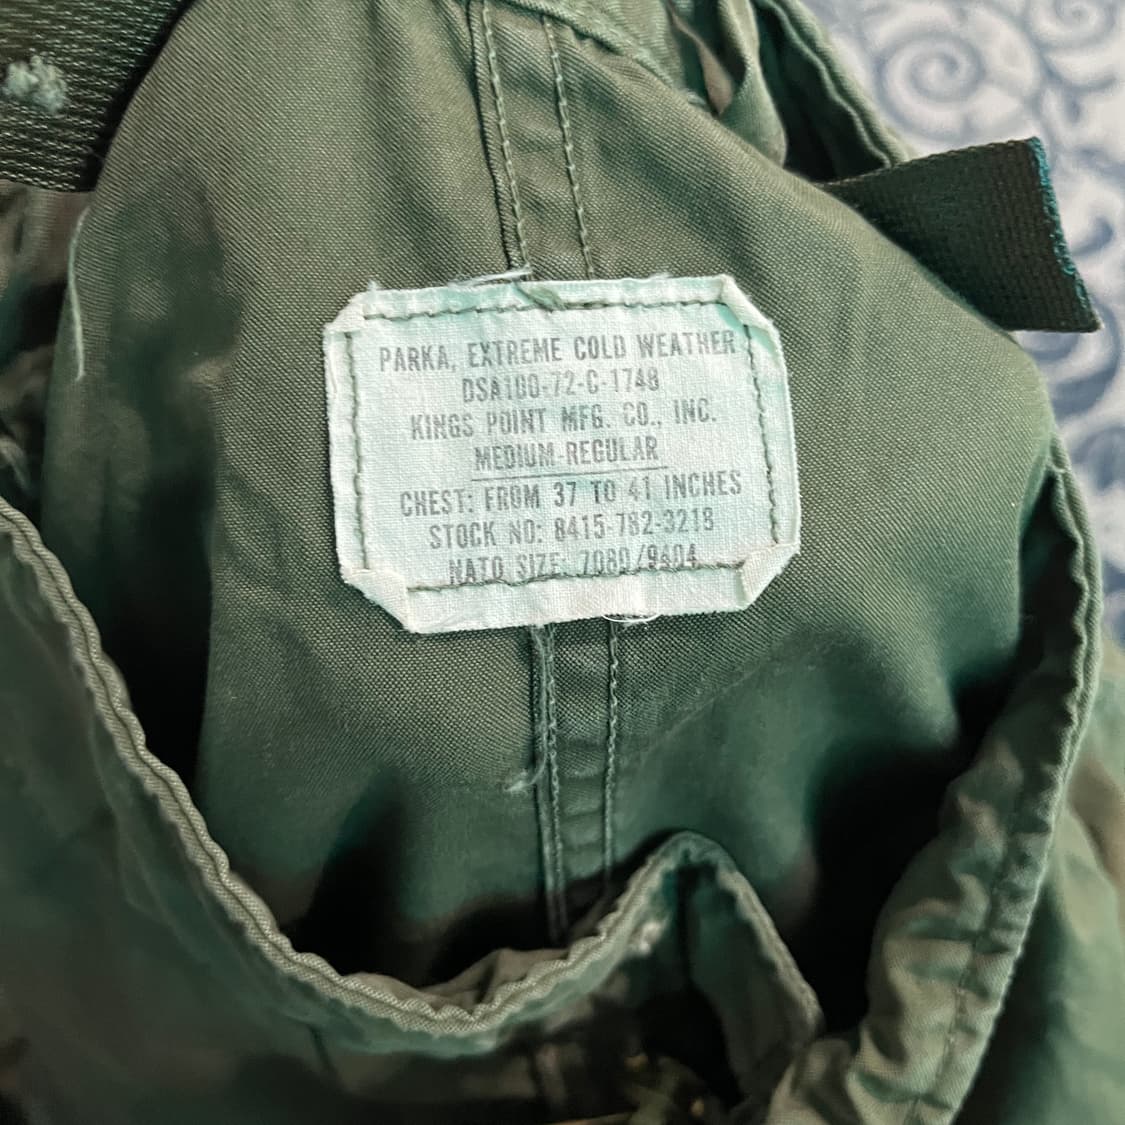 PARKA, EXTREME COLD WEATHER
DSA100-72-C-1748
KINGS POINT MFG. CO., INC.
MEDIUM-REGULAR
CHEST: FROM 37 TO 41 INCHES
STOCK NO: 8415-782-3218
NATO SIZE: 7080/9404